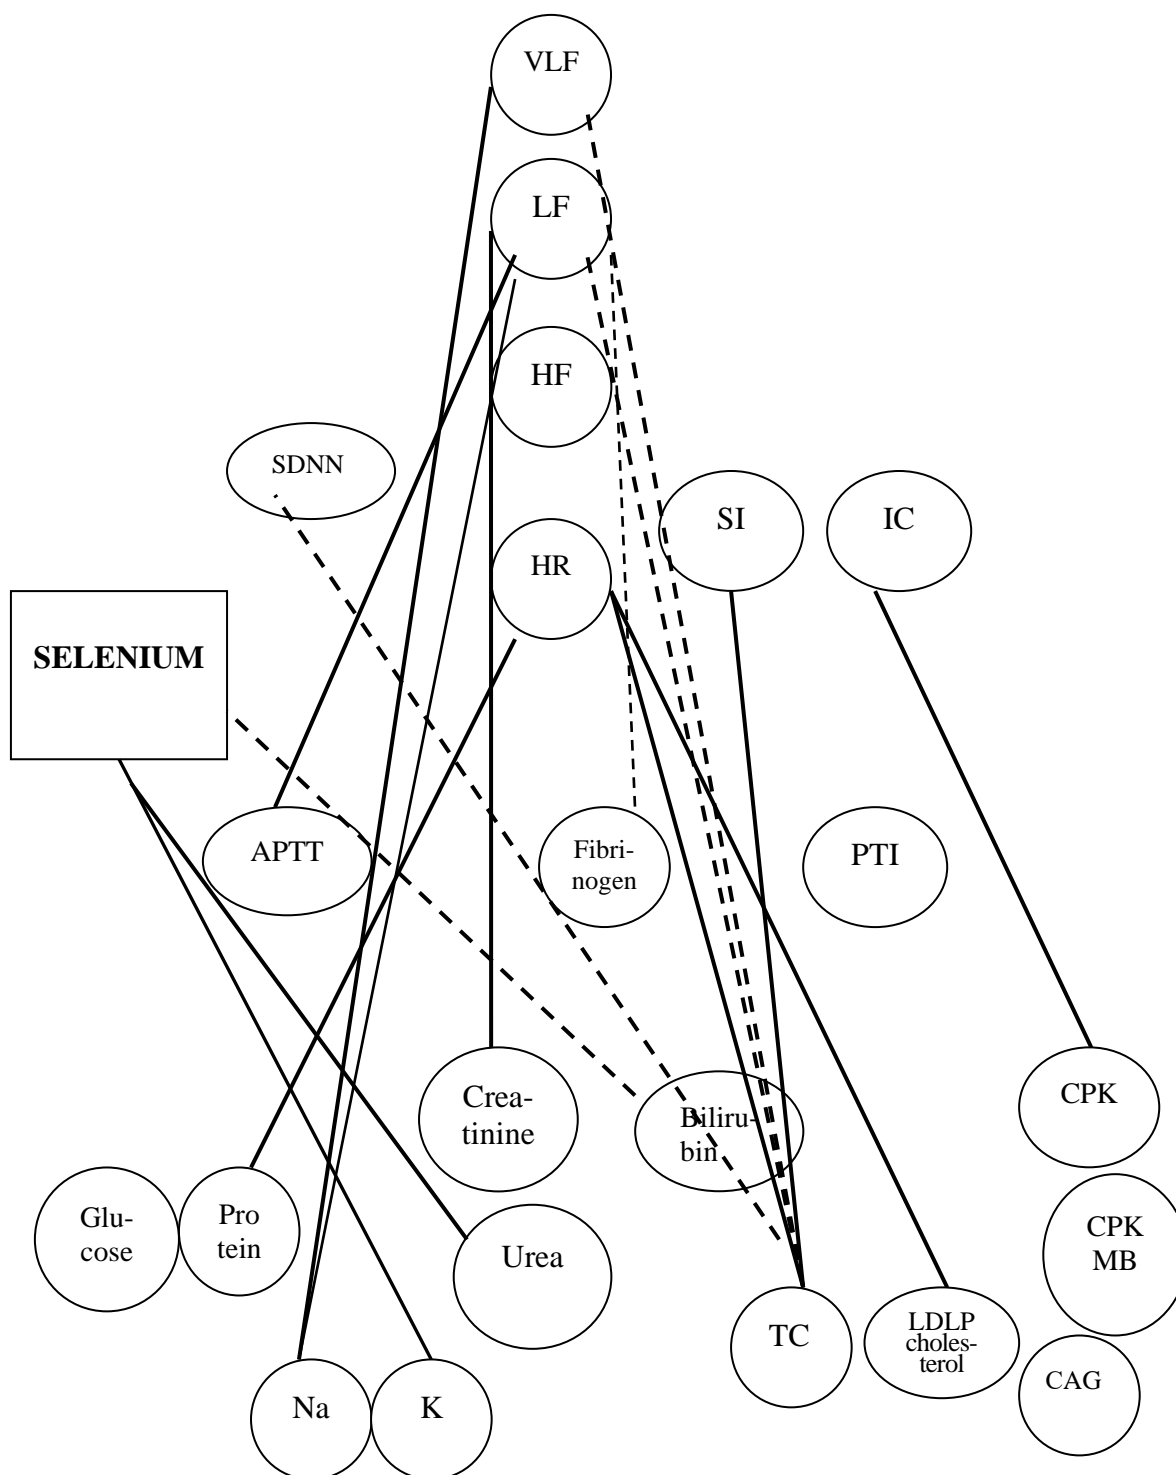 VLF
LF
HF
SDNN
SI
IC
HR
SELENIUM
APTT
Fibri-
nogen
PTI
Crea-
tinine
Biliru-
bin
CPK
Glu-
cose
Pro
tein
Urea
CPK
MB
TC
LDLP
choles-
terol
CAG
Na
K